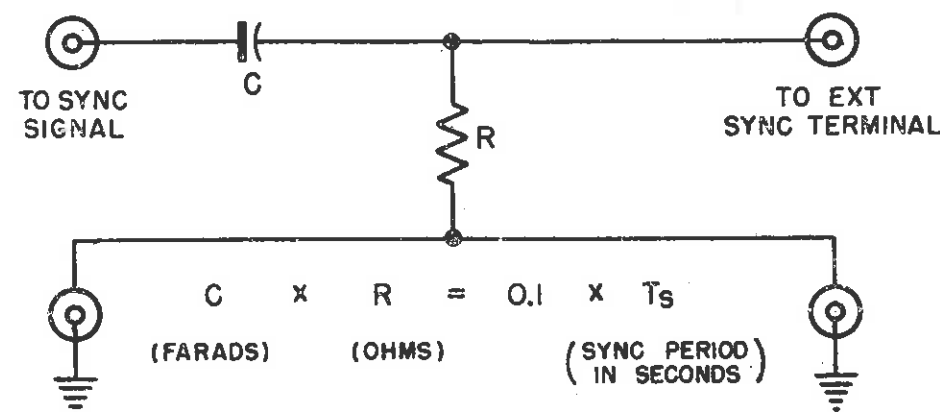 C
TO SYNC
SIGNAL
R
TO EXT
SYNC TERMINAL
C x R = 0.1 x Ts
(FARADS) (OHMS) (SYNC PERIOD
IN SECONDS)